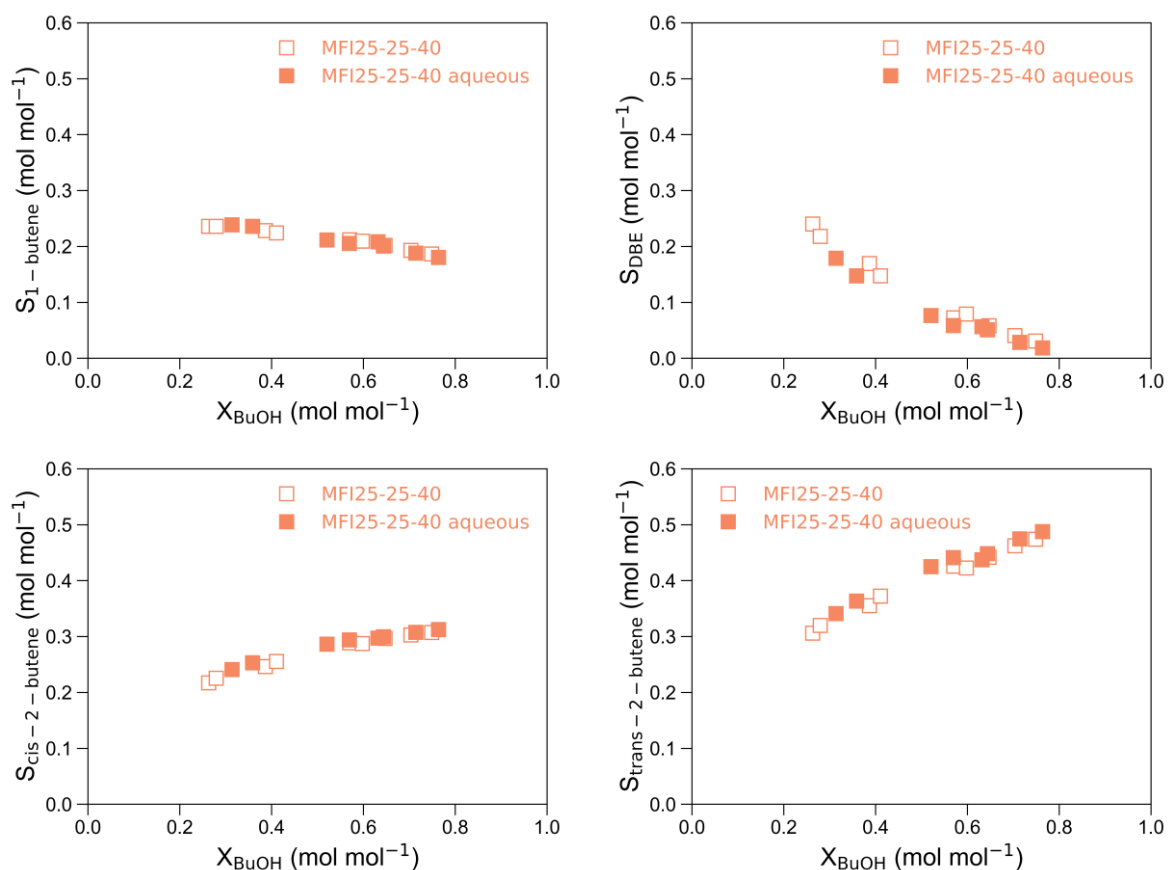 0.6
0.5
0.4
0.3
0.2
0.1
0.0
S1−butene (mol mol−1)
MFI25-25-40
MFI25-25-40 aqueous
0.0 0.2 0.4 0.6 0.8 1.0
XBuOH (mol mol−1)
0.6
0.5
0.4
0.3
0.2
0.1
0.0
SDBE (mol mol−1)
MFI25-25-40
MFI25-25-40 aqueous
0.0 0.2 0.4 0.6 0.8 1.0
XBuOH (mol mol−1)
0.6
0.5
0.4
0.3
0.2
0.1
0.0
Scis−2−butene (mol mol−1)
MFI25-25-40
MFI25-25-40 aqueous
0.0 0.2 0.4 0.6 0.8 1.0
XBuOH (mol mol−1)
0.6
0.5
0.4
0.3
0.2
0.1
0.0
Strans−2−butene (mol mol−1)
MFI25-25-40
MFI25-25-40 aqueous
0.0 0.2 0.4 0.6 0.8 1.0
XBuOH (mol mol−1)